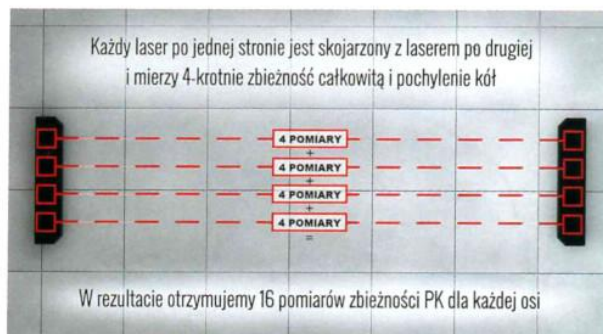 Każdy laser po jednej stronie jest skojarzony z laserem po drugiej
i mierzy 4-krotnie zbieżność całkowitą i pochylenie kół
4 POMIARY
+
4 POMIARY
+
4 POMIARY
+
4 POMIARY
=
W rezultacie otrzymujemy 16 pomiarów zbieżności PK dla każdej osi